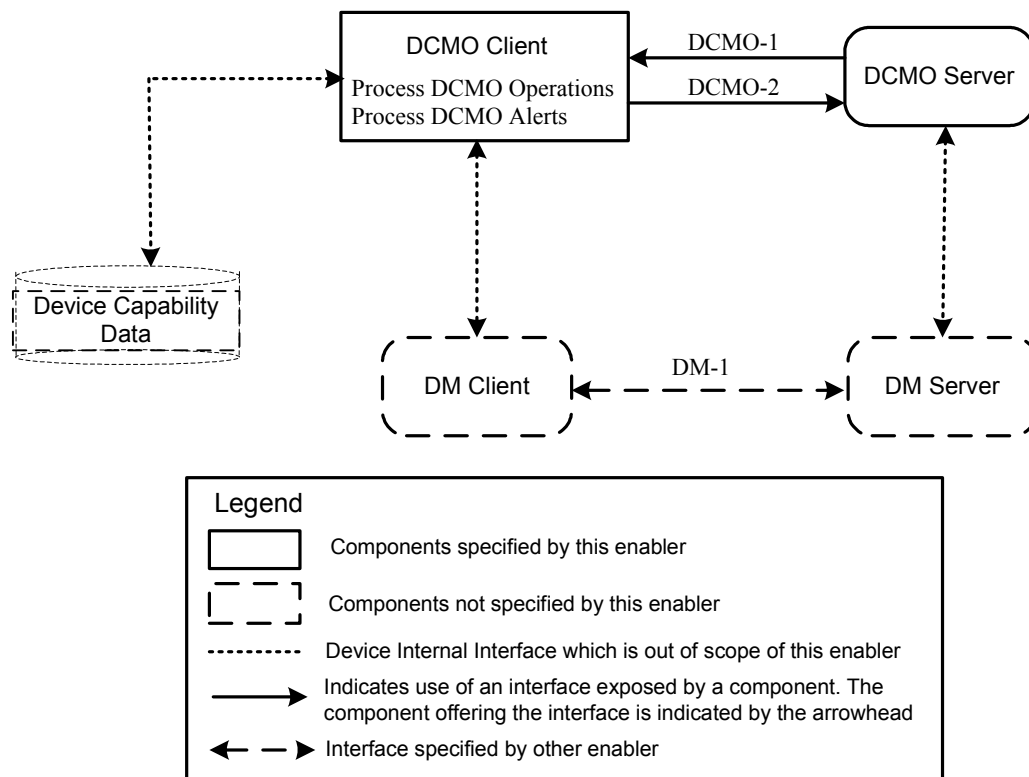 DCMO Client
Process DCMO Operations
Process DCMO Alerts
DCMO-1
DCMO-2
DCMO Server
Device Capability
Data
DM Client
DM-1
DM Server
Legend
Components specified by this enabler
Components not specified by this enabler
Device Internal Interface which is out of scope of this enabler
Indicates use of an interface exposed by a component. The
component offering the interface is indicated by the arrowhead
Interface specified by other enabler